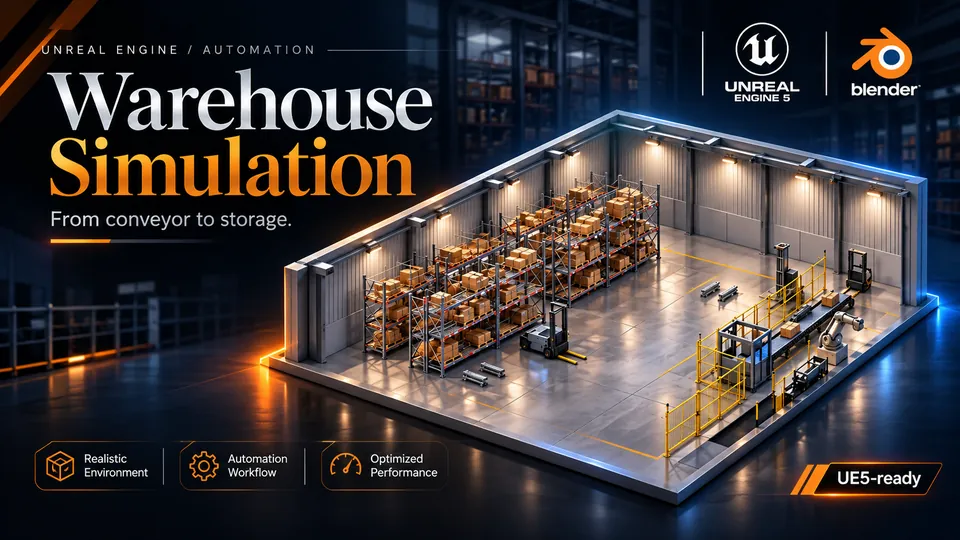 UNREAL ENGINE / AUTOMATION
Warehouse
Simulation
From conveyor to storage.
UNREAL
ENGINE 5
blender
Realistic
Environment
Automation
Workflow
Optimized
Performance
UE5-ready